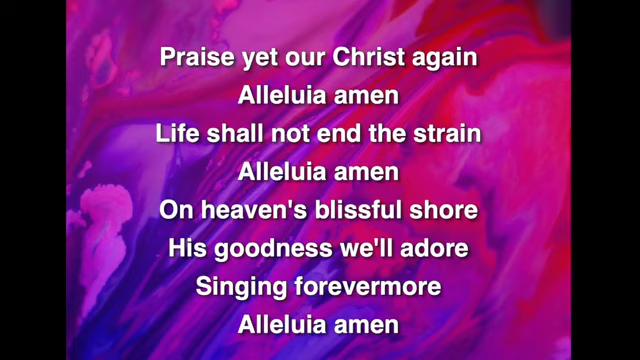 Praise yet our Christ again
Alleluia amen
Life shall not end the strain
Alleluia amen
On heaven's blissful shore
His goodness we'll adore
Singing forevermore
Alleluia amen